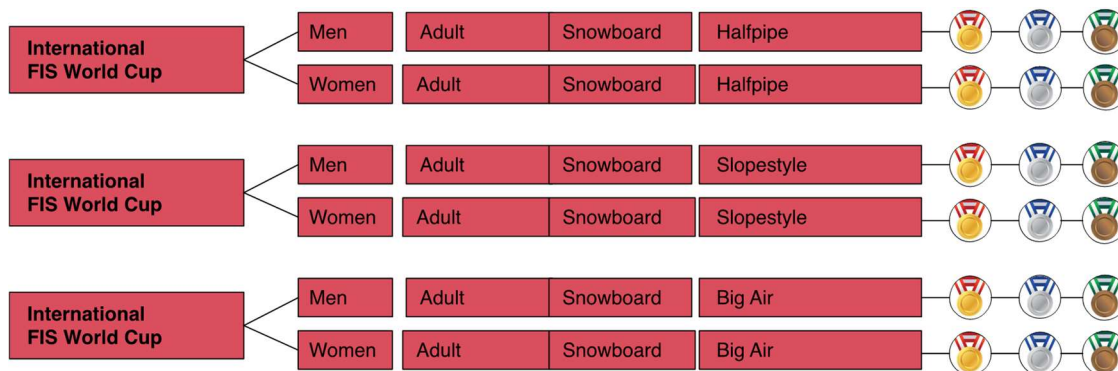 International
FIS World Cup
Men Adult Snowboard Halfpipe
Women Adult Snowboard Halfpipe
International
FIS World Cup
Men Adult Snowboard Slopestyle
Women Adult Snowboard Slopestyle
International
FIS World Cup
Men Adult Snowboard Big Air
Women Adult Snowboard Big Air